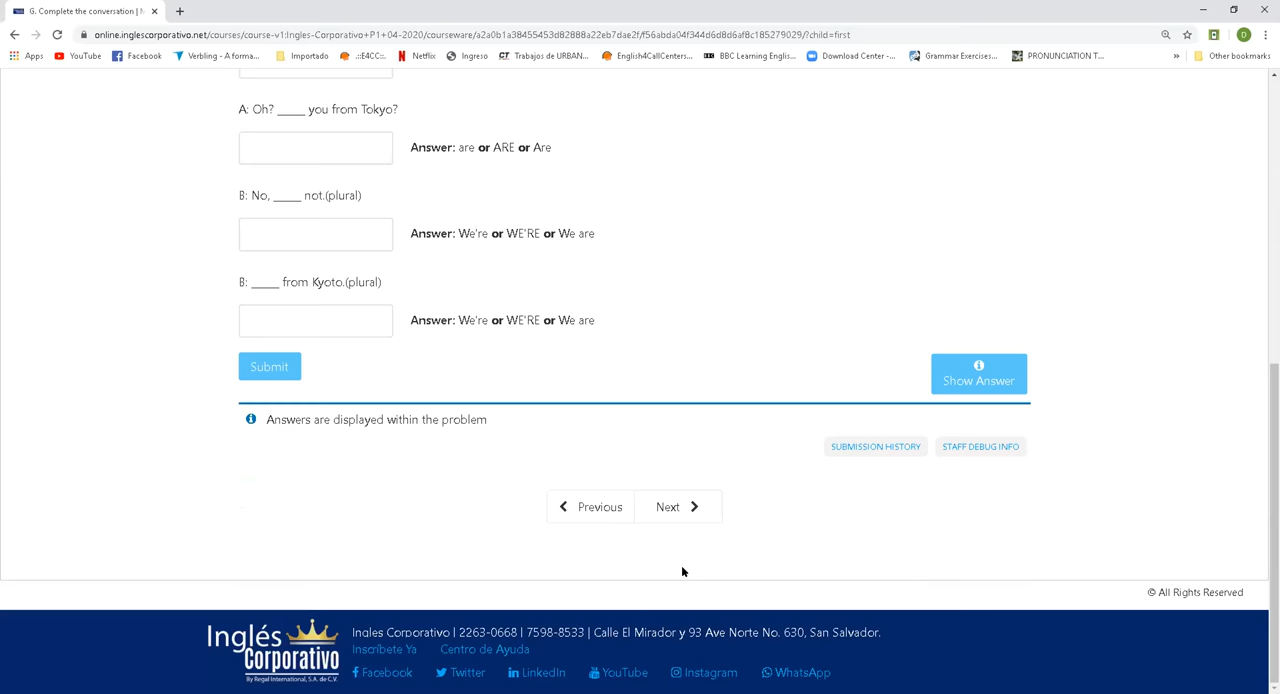 G. Complete the conversation | N
online.inglescorporativo.net/courses/course-v1:Ingles-Corporativo+P1+04-2020/courseware/a2a0b1a38455453d82888a22eb7dae2f/f56abda04f344d6d8d6af8c185279029/?child=first
D
Apps YouTube Facebook Verbling - A forma... Importado .::E4CC::. Netflix Ingreso CT Trabajos de URBAN... English4CallCenters... BBC Learning Englis... Download Center -... Grammar Exercises... PRONUNCIATION T... » Other bookmarks
A: Oh? _____ you from Tokyo?
Answer: are or ARE or Are
B: No, _____ not.(plural)
Answer: We're or WE'RE or We are
B: _____ from Kyoto.(plural)
Answer: We're or WE'RE or We are
Submit
Show Answer
Answers are displayed within the problem
SUBMISSION HISTORY STAFF DEBUG INFO
Previous Next
© All Rights Reserved
Inglés Corporativo
By Regal International, S.A. de C.V.
Ingles Corporativo | 2263-0668 | 7598-8533 | Calle El Mirador y 93 Ave Norte No. 630, San Salvador.
Inscríbete Ya Centro de Ayuda
Facebook Twitter LinkEDIN YouTube Instagram WhatsApp